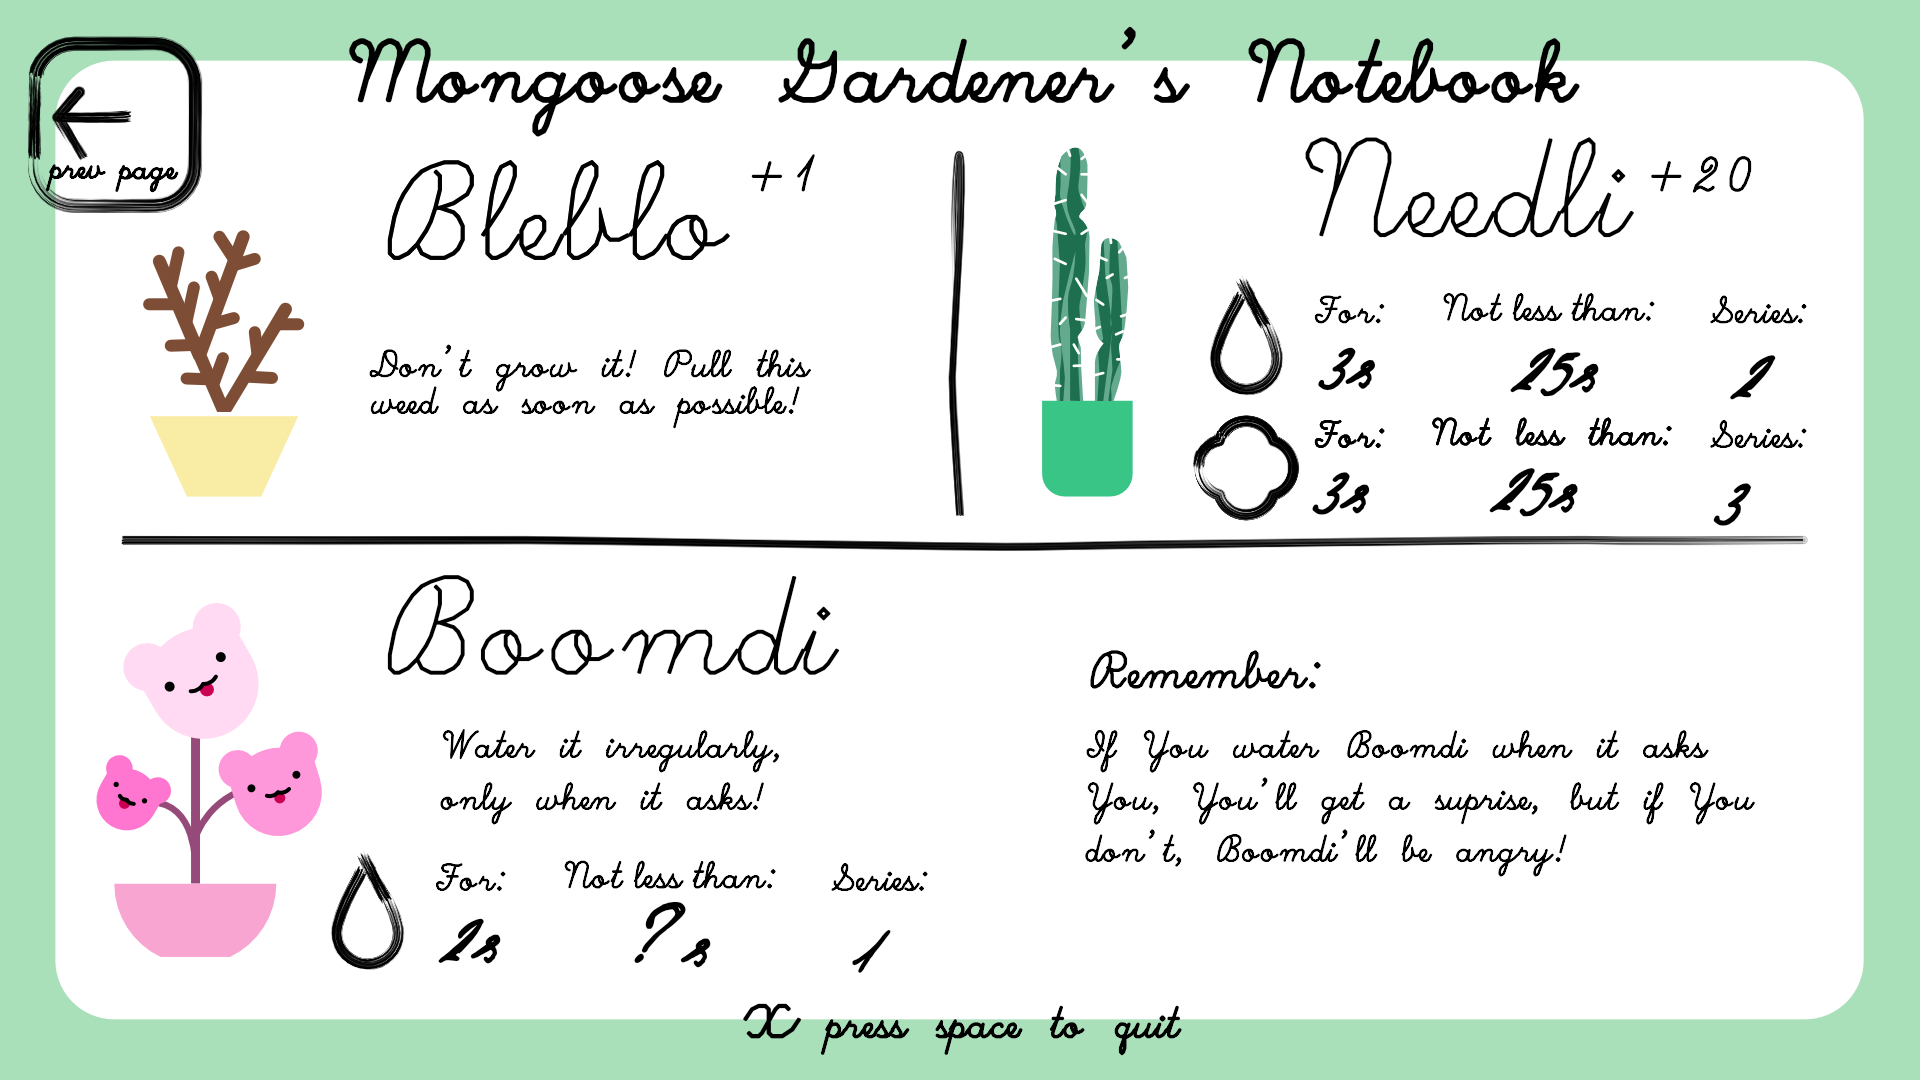 Mongoose Gardener's Notebook
prev page
Bleblo +1
Don't grow it! Pull this
weed as soon as possible!
Needli +20
For: Not less than: Series:
3s 25s 2
For: Not less than: Series:
3s 25s 3
Boomdi
Water it irregularly,
only when it asks!
For: Not less than: Series:
2s ? s 1
Remember:
If You water Boomdi when it asks
You, You'll get a suprise, but if You
don't, Boomdi'll be angry!
X press space to quit